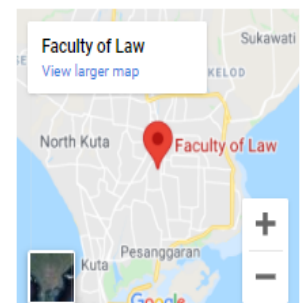 Faculty of Law
View larger map
Sukawati
KELOD
North Kuta
Faculty of Law
Pesanggaran
Kuta
Google
+
−